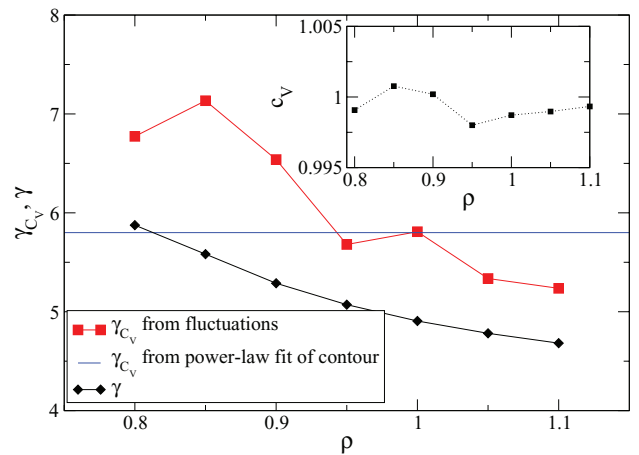 8
7
6
5
4
γ_{C_V}, γ
0.8
0.9
1
1.1
ρ
γ_{C_V} from fluctuations
γ_{C_V} from power-law fit of contour
γ
1.005
1
0.995
c_V
0.8
0.9
1
1.1
ρ